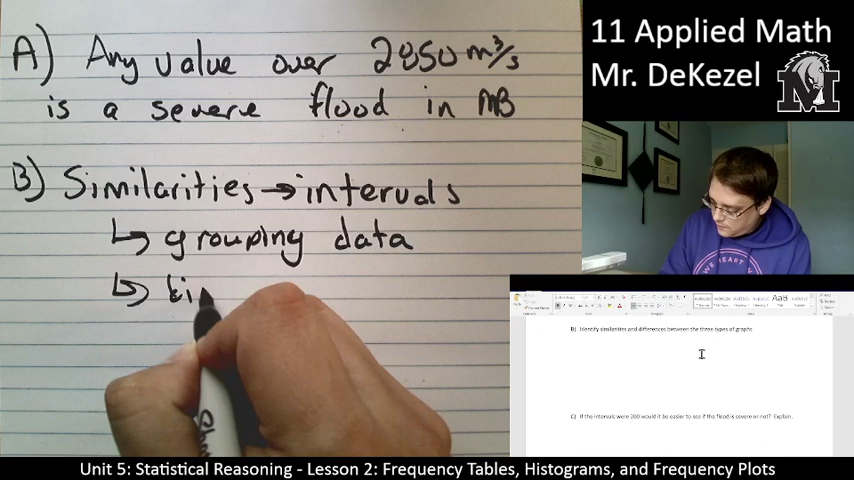 A) Any value over 2850 m³/s
is a severe flood in MB
B) Similarities → intervals
↳ grouping data
↳
11 Applied Math
Mr. DeKezel
M
WE HEART
B) Identify similarities and differences between the three types of graphs.
C) If the intervals were 200 would it be easier to see if the flood is severe or not? Explain.
Unit 5: Statistical Reasoning - Lesson 2: Frequency Tables, Histograms, and Frequency Plots